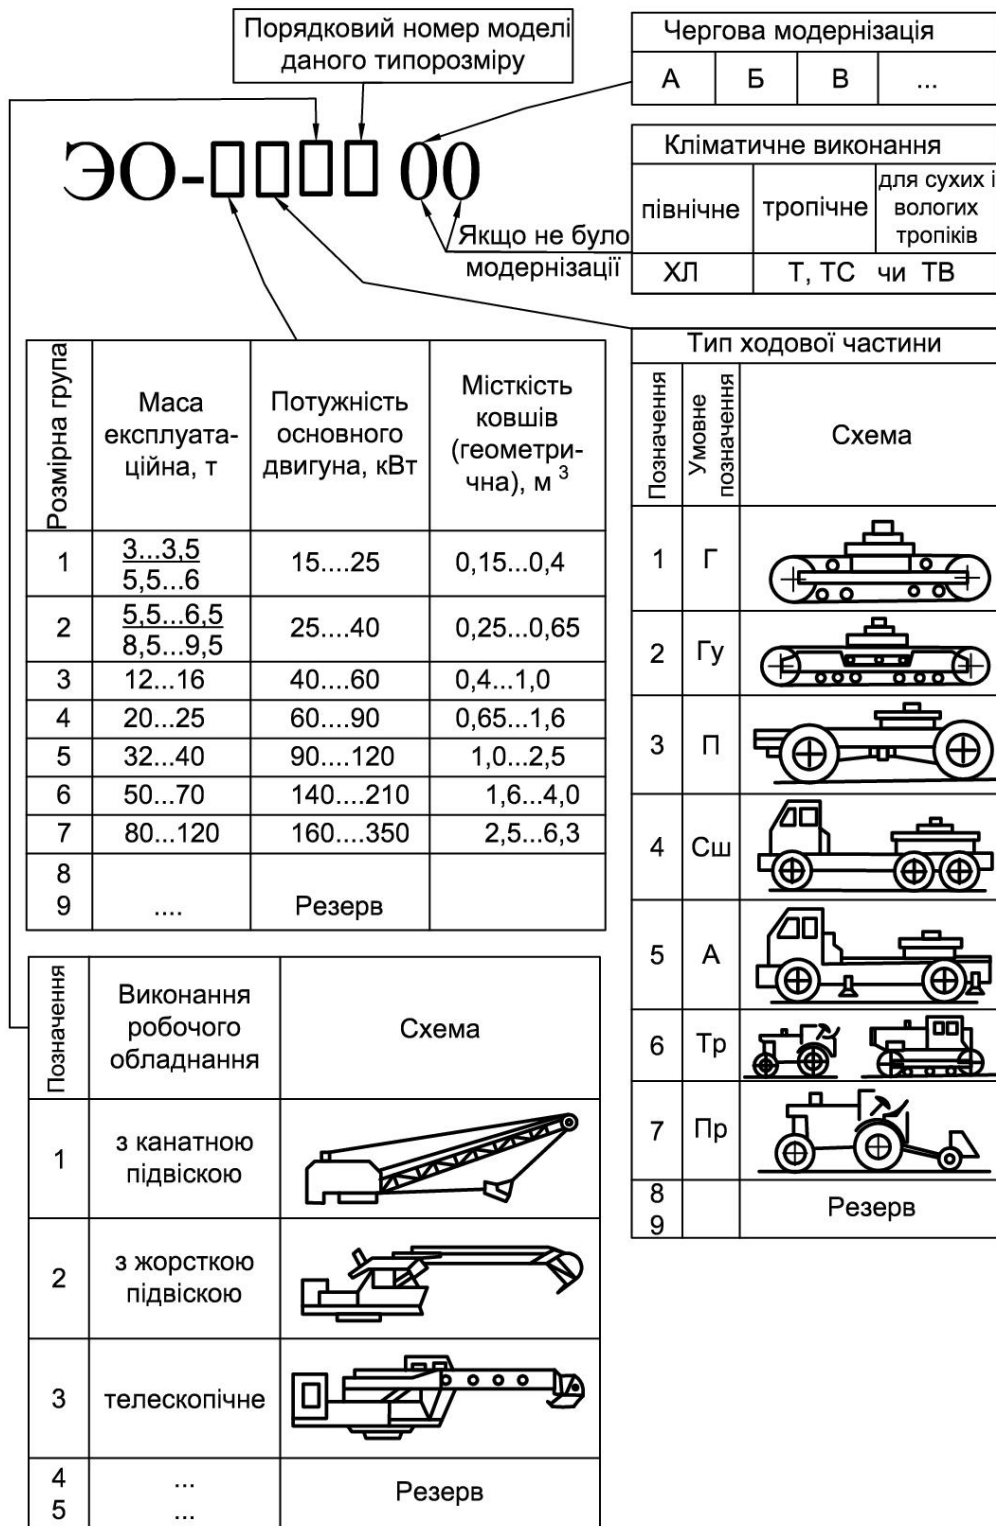 Порядковий номер моделі
даного типорозміру
Чергова модернізація
А Б В ...
ЭО- 00
Кліматичне виконання
північне тропічне для сухих і
вологих
тропіків
ХЛ Т, ТС чи ТВ
Якщо не було
модернізації
Розмірна група
Маса
експлуата-
ційна, т
Потужність
основного
двигуна, кВт
Місткість
ковшів
(геометри-
чна), м 3
1 3...3,5
5,5...6 15....25 0,15...0,4
2 5,5...6,5
8,5...9,5 25....40 0,25...0,65
3 12...16 40....60 0,4...1,0
4 20...25 60....90 0,65...1,6
5 32...40 90....120 1,0...2,5
6 50...70 140....210 1,6...4,0
7 80...120 160....350 2,5...6,3
8
9 .... Резерв
Тип ходової частини
Позначення
Умовне
позначення
Схема
1 Г
2 Гу
3 П
4 Сш
5 А
6 Тр
7 Пр
8
9 Резерв
Позначення
Виконання
робочого
обладнання
Схема
1 з канатною
підвіскою
2 з жорсткою
підвіскою
3 телескопічне
4 ...
5 ...
Резерв